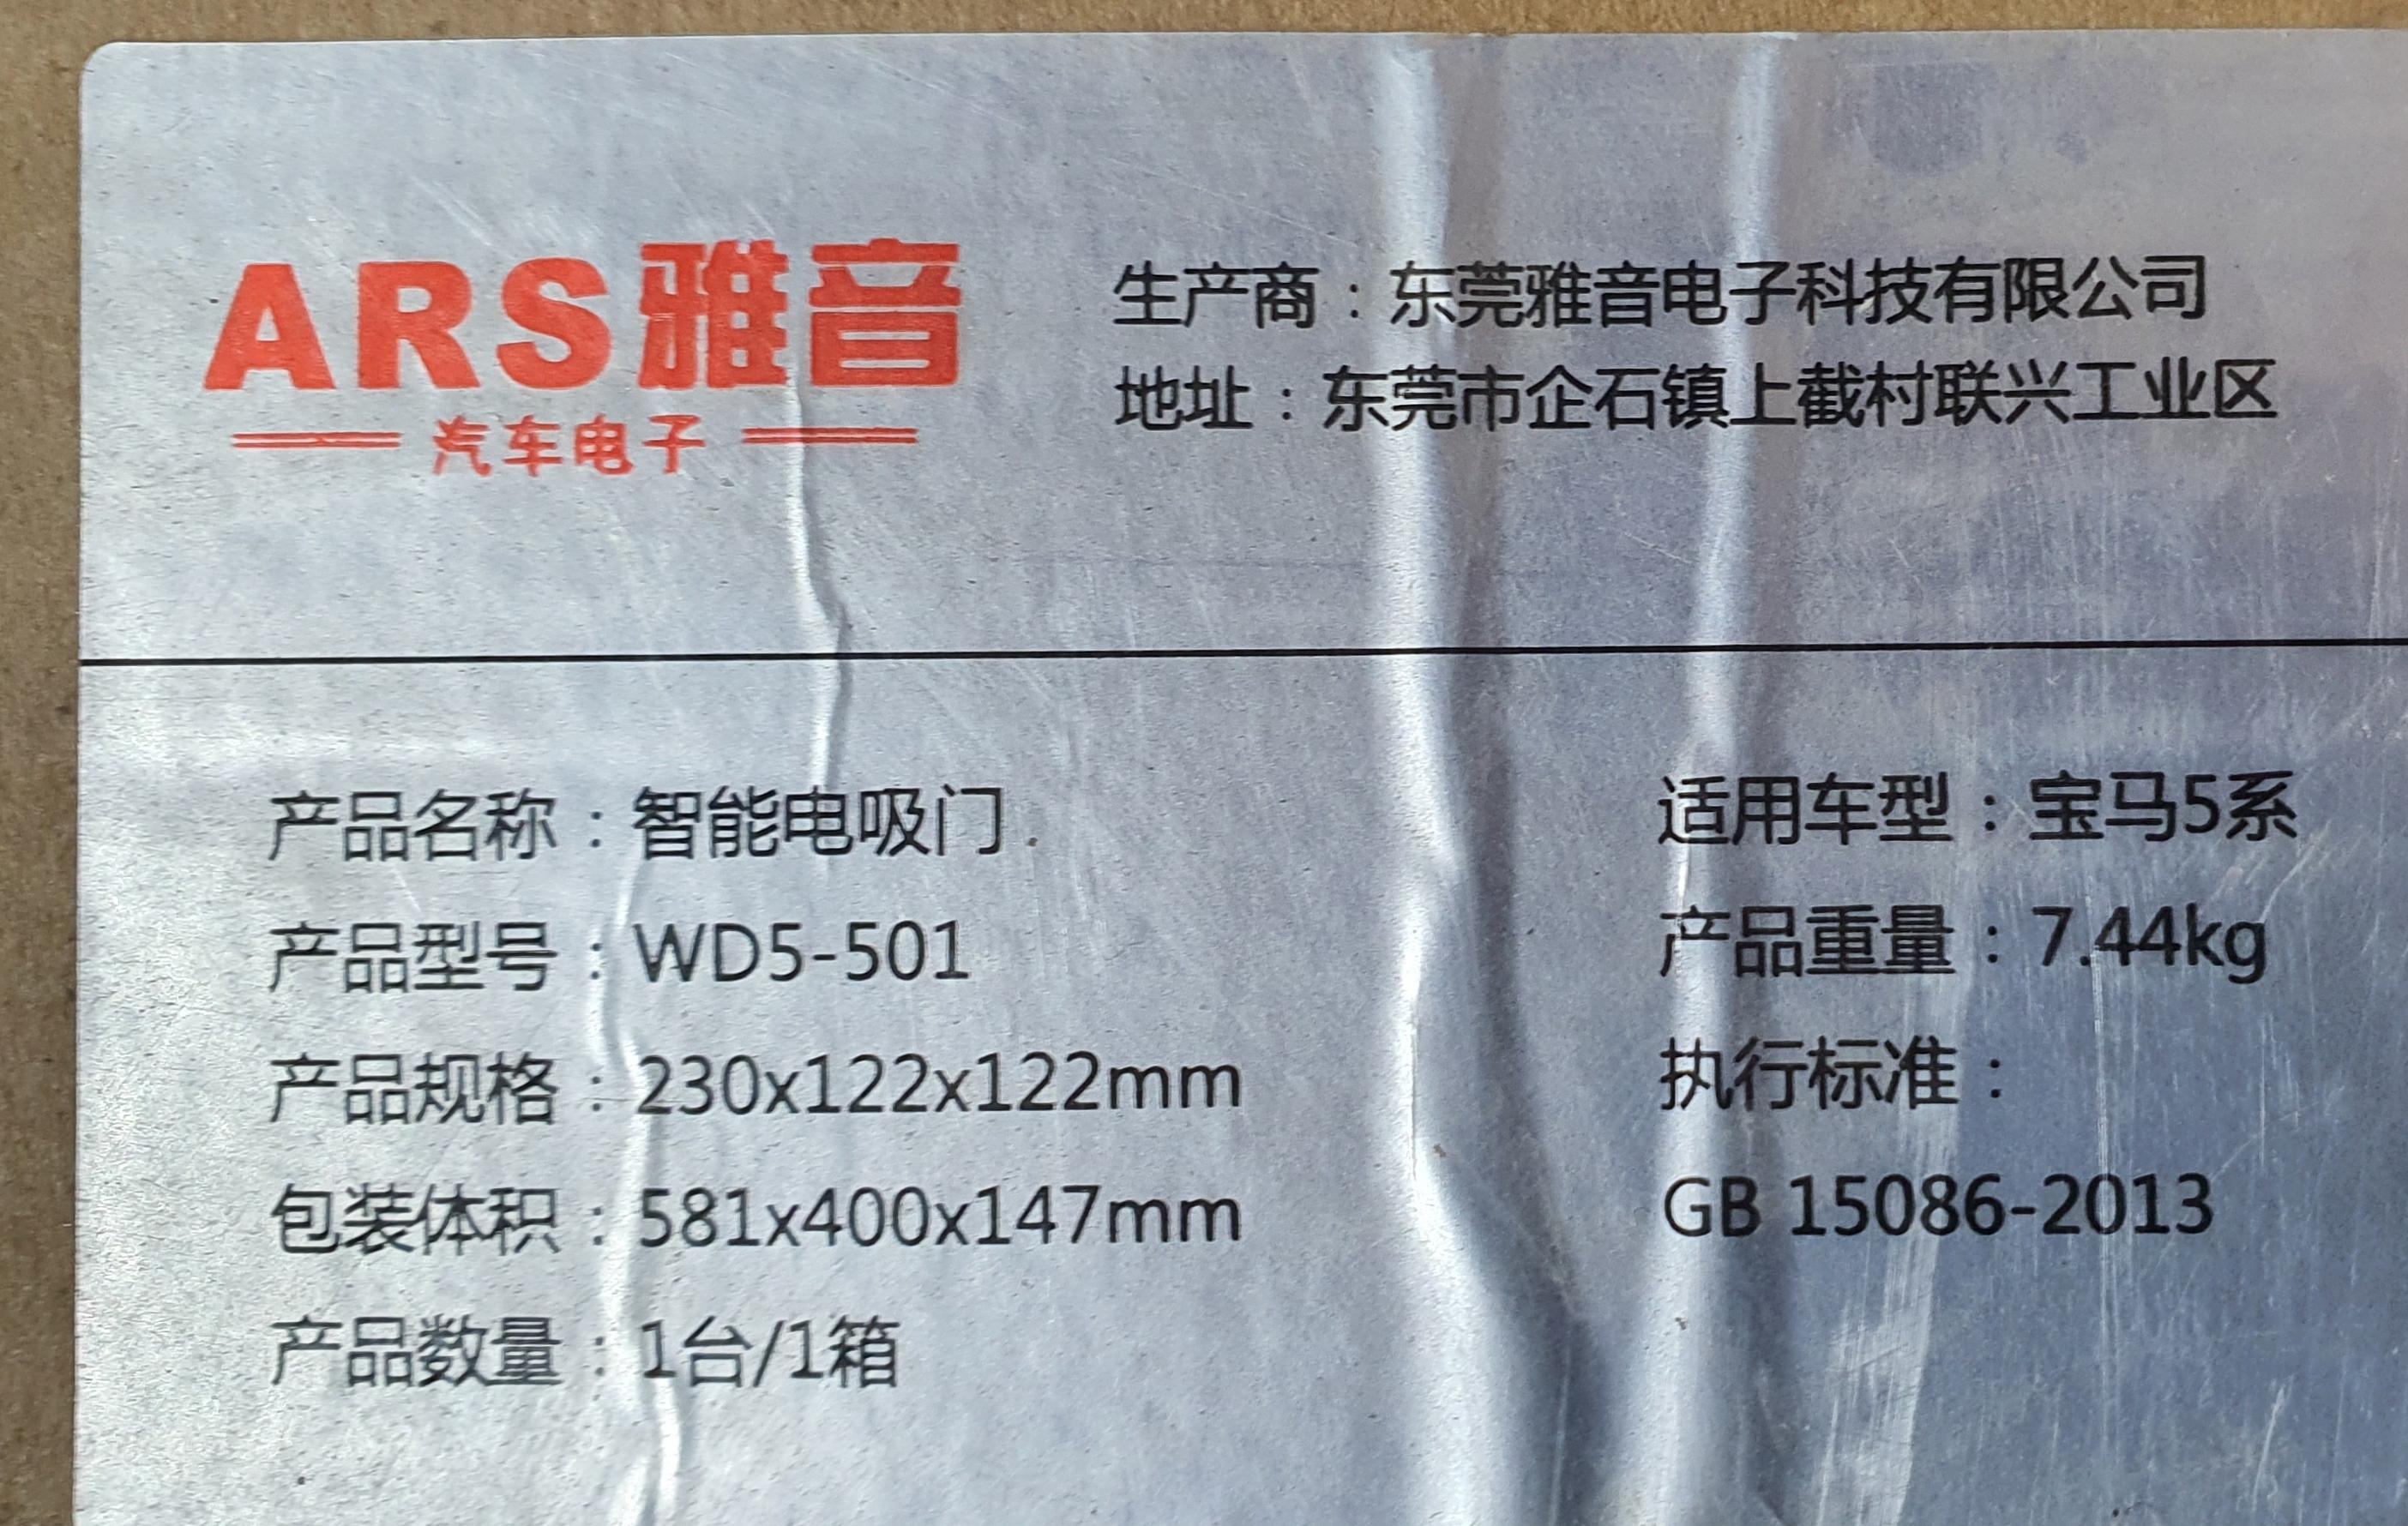 ARS雅音
汽车电子
生产商：东莞雅音电子科技有限公司
地址：东莞市企石镇上截村联兴工业区
产品名称：智能电吸门
产品型号：WD5-501
产品规格：230x122x122mm
包装体积：581x400x147mm
产品数量：1台/1箱
适用车型：宝马5系
产品重量：7.44kg
执行标准：
GB 15086-2013